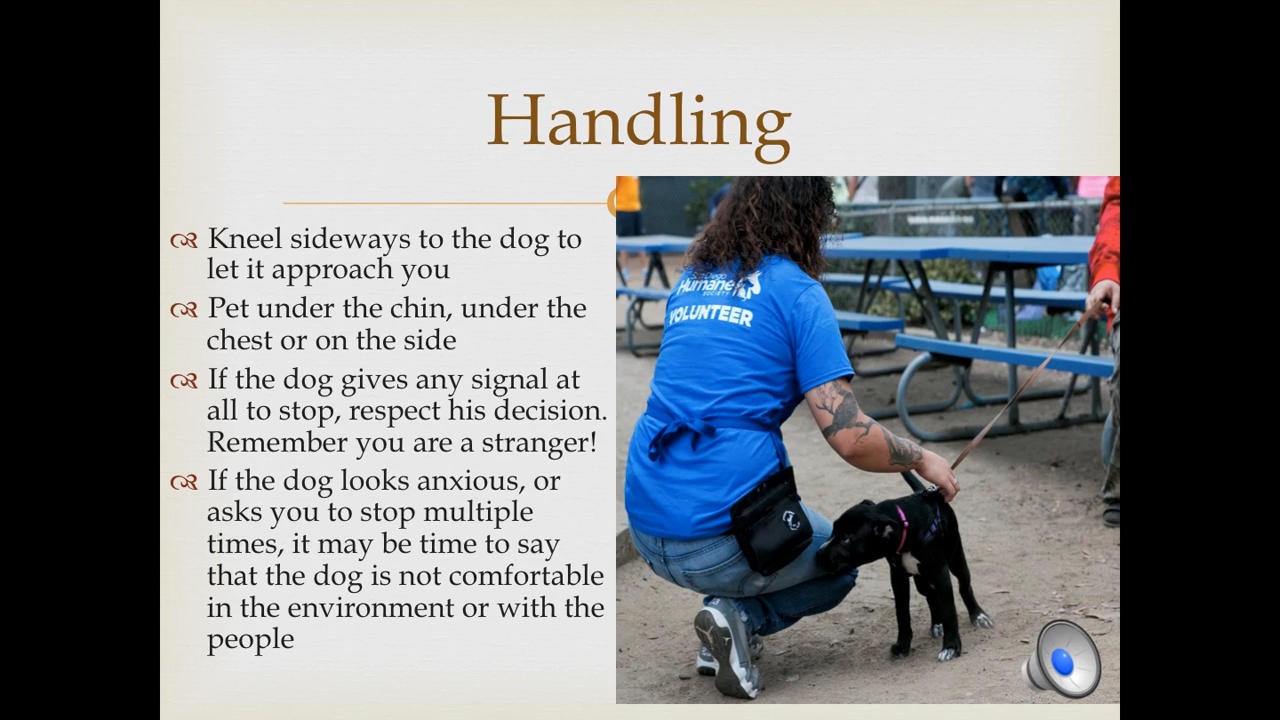 Handling
Kneel sideways to the dog to
let it approach you
Pet under the chin, under the
chest or on the side
If the dog gives any signal at
all to stop, respect his decision.
Remember you are a stranger!
If the dog looks anxious, or
asks you to stop multiple
times, it may be time to say
that the dog is not comfortable
in the environment or with the
people
Diego
Humane
SOCIETY
VOLUNTEER